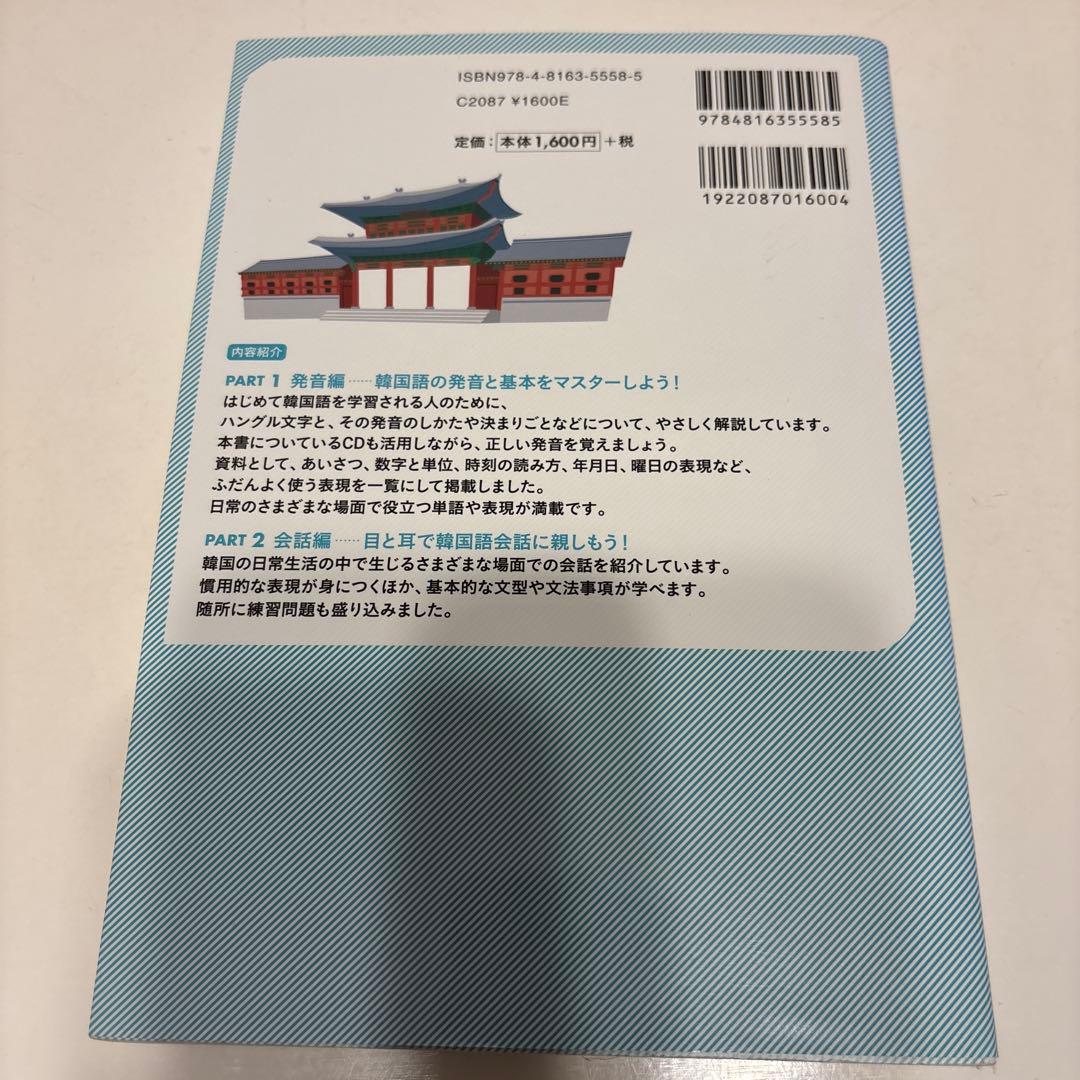 ISBN978-4-8163-5558-5
C2087 ¥1600E
定価：本体1,600円＋税
9784816355585
1922087016004
内容紹介
PART 1 発音編……韓国語の発音と基本をマスターしよう！
はじめて韓国語を学習される人のために、
ハングル文字と、その発音のしかたや決まりごとなどについて、やさしく解説しています。
本書についているCDも活用しながら、正しい発音を覚えましょう。
資料として、あいさつ、数字と単位、時刻の読み方、年月日、曜日の表現など、
ふだんよく使う表現を一覧にして掲載しました。
日常のさまざまな場面で役立つ単語や表現が満載です。
PART 2 会話編……目と耳で韓国語会話に親しもう！
韓国の日常生活の中で生じるさまざまな場面での会話を紹介しています。
慣用的な表現が身につくほか、基本的な文型や文法事項が学べます。
随所に練習問題も盛り込みました。